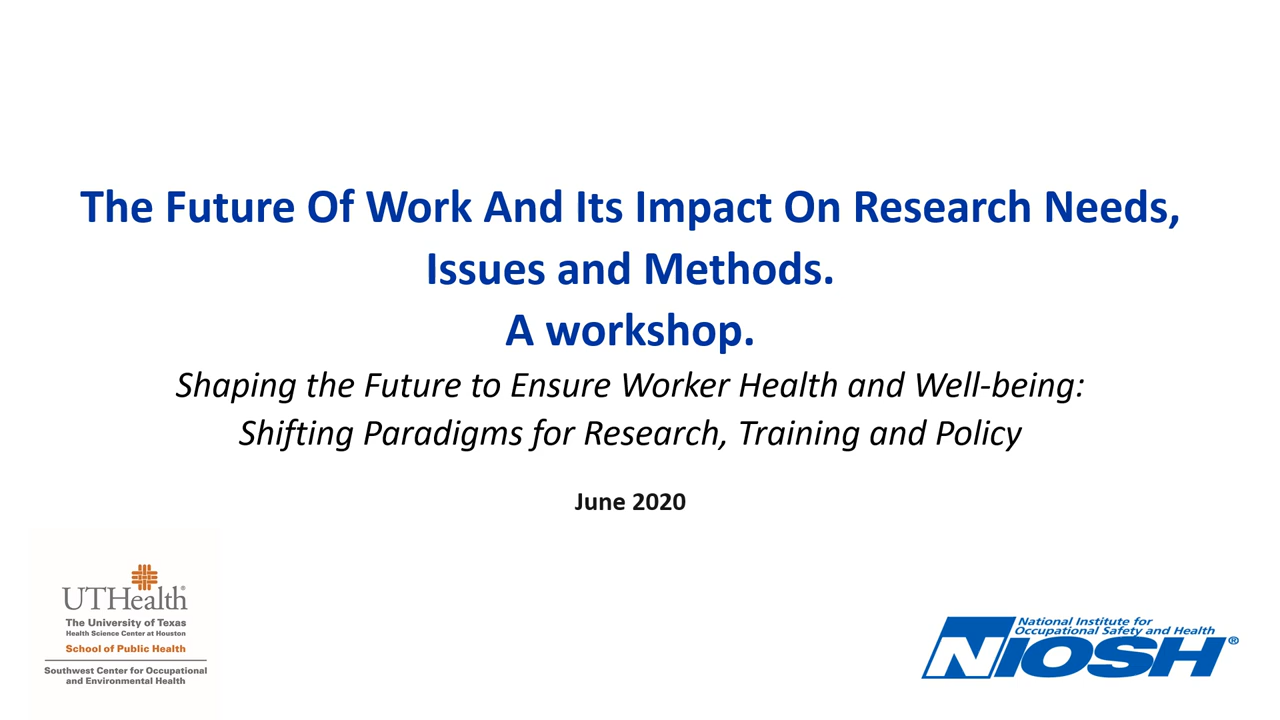 The Future Of Work And Its Impact On Research Needs,
Issues and Methods.
A workshop.
Shaping the Future to Ensure Worker Health and Well-being:
Shifting Paradigms for Research, Training and Policy
June 2020
UTHealth®
The University of Texas
Health Science Center at Houston
School of Public Health
Southwest Center for Occupational
and Environmental Health
National Institute for
Occupational Safety and Health
NIOSH®